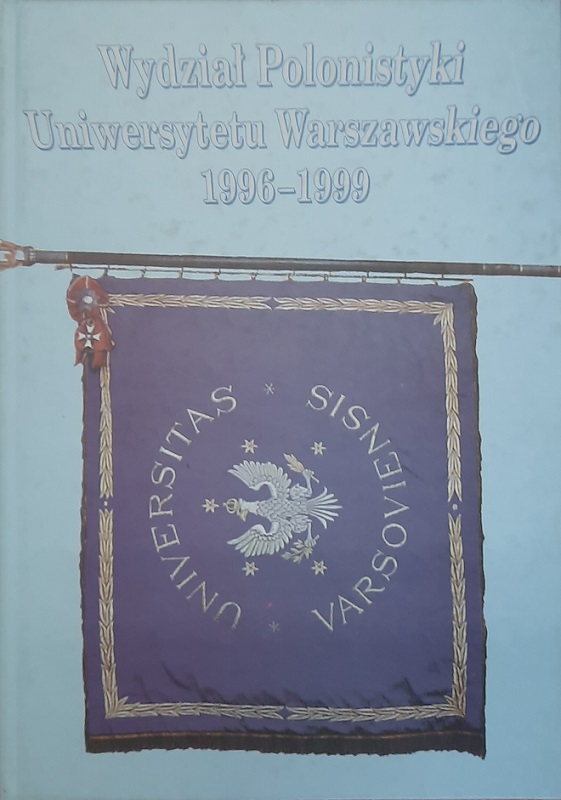 Wydział Polonistyki
Uniwersytetu Warszawskiego
1996-1999
UNIVERSITAS
VARSOVIENSIS